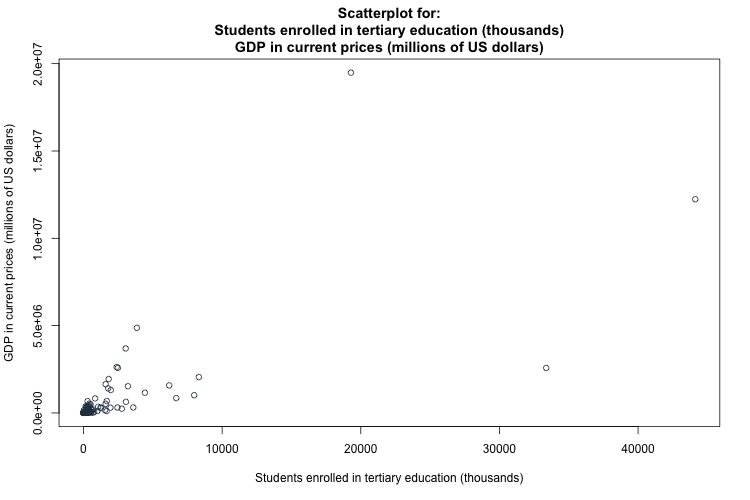 Scatterplot for:
Students enrolled in tertiary education (thousands)
GDP in current prices (millions of US dollars)
GDP in current prices (millions of US dollars)
2.0e+07
1.5e+07
1.0e+07
5.0e+06
0.0e+00
0 10000 20000 30000 40000
Students enrolled in tertiary education (thousands)